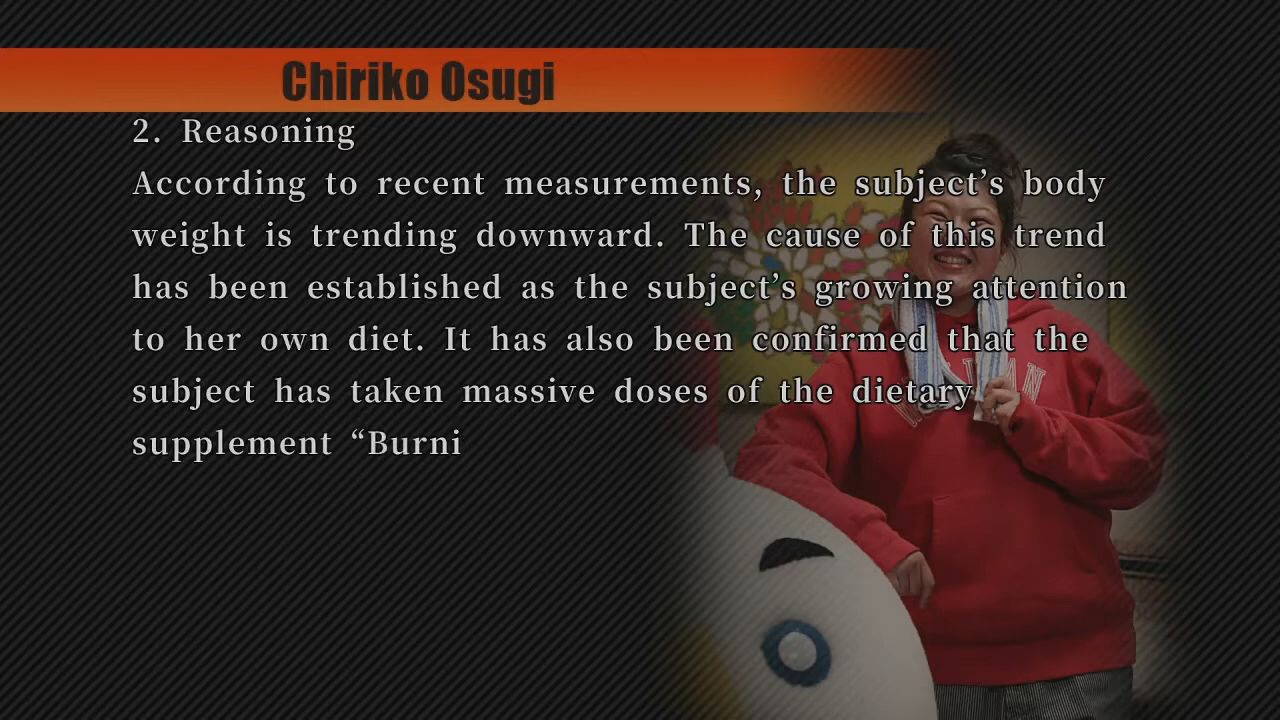 Chiriko Osugi
2. Reasoning
According to recent measurements, the subject’s body
weight is trending downward. The cause of this trend
has been established as the subject’s growing attention
to her own diet. It has also been confirmed that the
subject has taken massive doses of the dietary
supplement “Burni